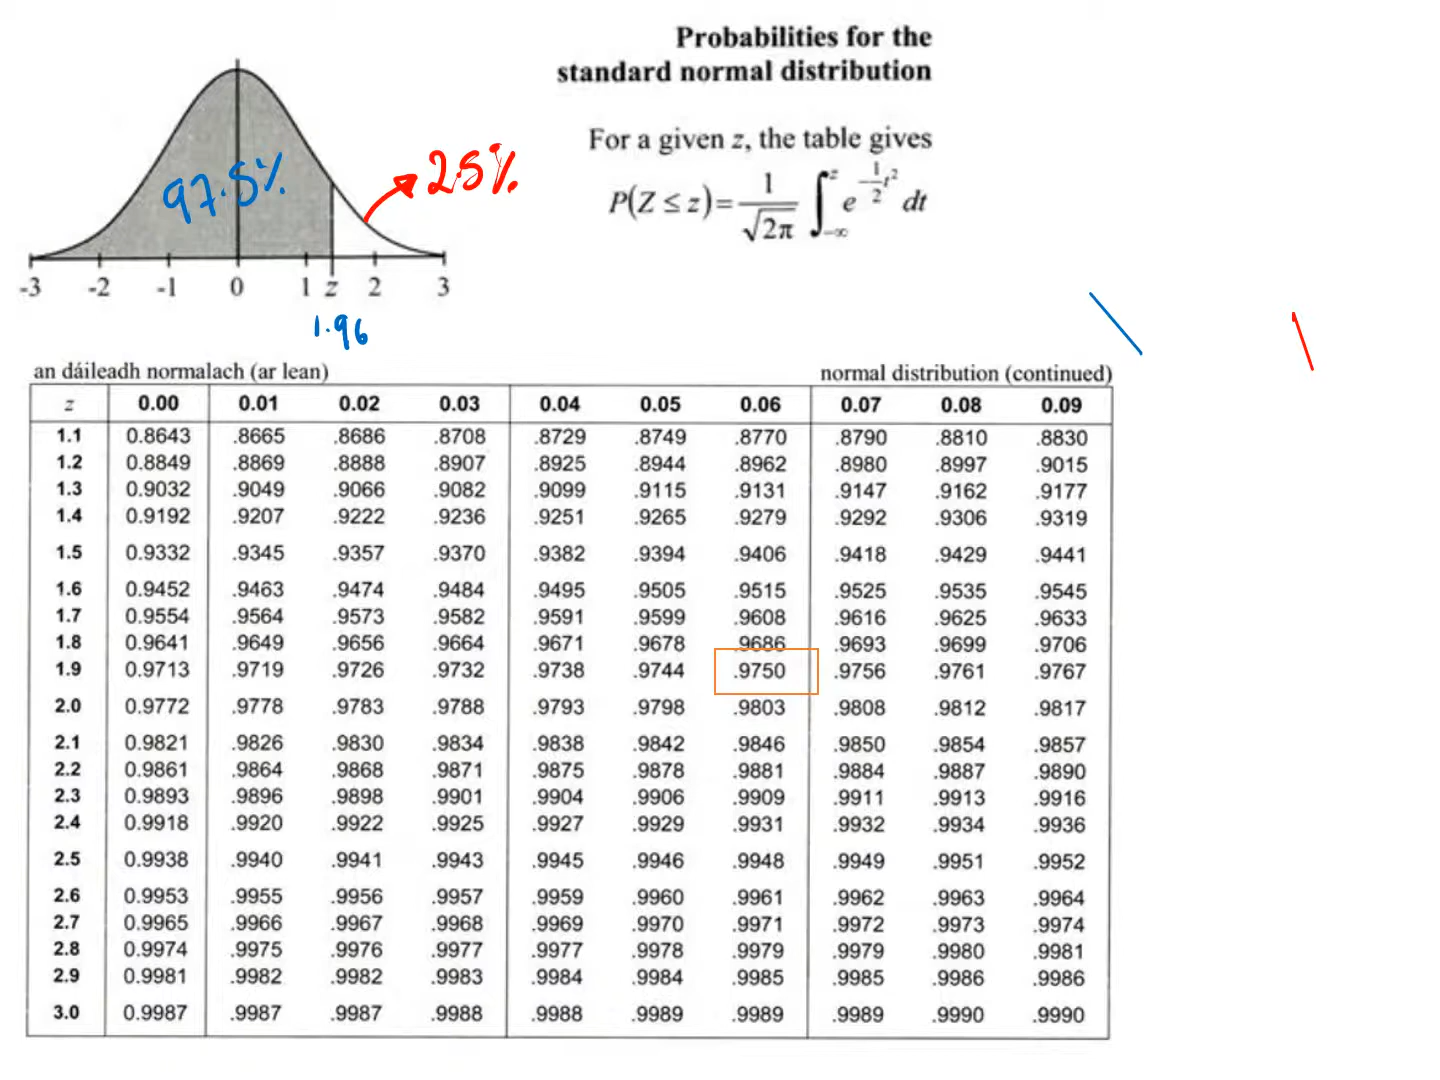 Probabilities for the
standard normal distribution
For a given z, the table gives
P(Z ≤ z)= 1/√2π ∫_{-∞}^{z} e^{-1/2 t²} dt
97.5%
2.5%
-3 -2 -1 0 1 z 2 3
1.96
an dáileadh normalach (ar lean) normal distribution (continued)
z 0.00 0.01 0.02 0.03 0.04 0.05 0.06 0.07 0.08 0.09
1.1 0.8643 .8665 .8686 .8708 .8729 .8749 .8770 .8790 .8810 .8830
1.2 0.8849 .8869 .8888 .8907 .8925 .8944 .8962 .8980 .8997 .9015
1.3 0.9032 .9049 .9066 .9082 .9099 .9115 .9131 .9147 .9162 .9177
1.4 0.9192 .9207 .9222 .9236 .9251 .9265 .9279 .9292 .9306 .9319
1.5 0.9332 .9345 .9357 .9370 .9382 .9394 .9406 .9418 .9429 .9441
1.6 0.9452 .9463 .9474 .9484 .9495 .9505 .9515 .9525 .9535 .9545
1.7 0.9554 .9564 .9573 .9582 .9591 .9599 .9608 .9616 .9625 .9633
1.8 0.9641 .9649 .9656 .9664 .9671 .9678 .9686 .9693 .9699 .9706
1.9 0.9713 .9719 .9726 .9732 .9738 .9744 .9750 .9756 .9761 .9767
2.0 0.9772 .9778 .9783 .9788 .9793 .9798 .9803 .9808 .9812 .9817
2.1 0.9821 .9826 .9830 .9834 .9838 .9842 .9846 .9850 .9854 .9857
2.2 0.9861 .9864 .9868 .9871 .9875 .9878 .9881 .9884 .9887 .9890
2.3 0.9893 .9896 .9898 .9901 .9904 .9906 .9909 .9911 .9913 .9916
2.4 0.9918 .9920 .9922 .9925 .9927 .9929 .9931 .9932 .9934 .9936
2.5 0.9938 .9940 .9941 .9943 .9945 .9946 .9948 .9949 .9951 .9952
2.6 0.9953 .9955 .9956 .9957 .9959 .9960 .9961 .9962 .9963 .9964
2.7 0.9965 .9966 .9967 .9968 .9969 .9970 .9971 .9972 .9973 .9974
2.8 0.9974 .9975 .9976 .9977 .9977 .9978 .9979 .9979 .9980 .9981
2.9 0.9981 .9982 .9982 .9983 .9984 .9984 .9985 .9985 .9986 .9986
3.0 0.9987 .9987 .9987 .9988 .9988 .9989 .9989 .9989 .9990 .9990